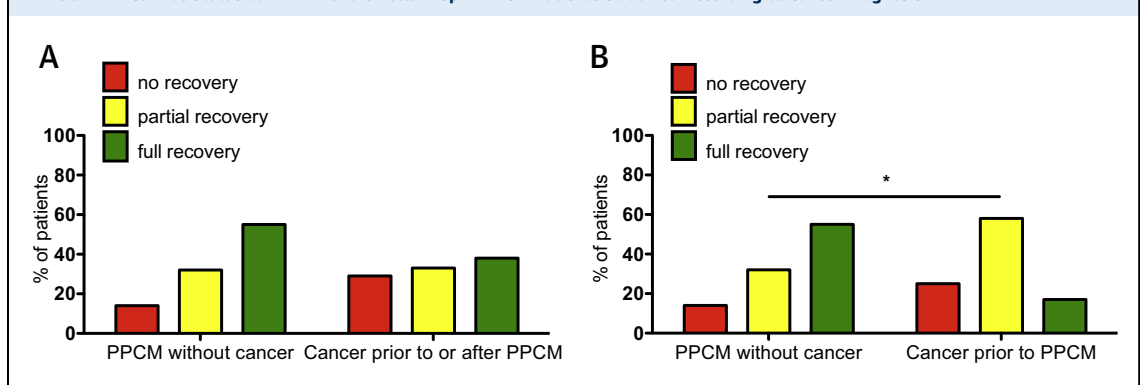 A
no recovery
partial recovery
full recovery
100
80
60
40
20
0
% of patients
PPCM without cancer Cancer prior to or after PPCM
B
no recovery
partial recovery
full recovery
100
80
60
40
20
0
% of patients
*
PPCM without cancer Cancer prior to PPCM